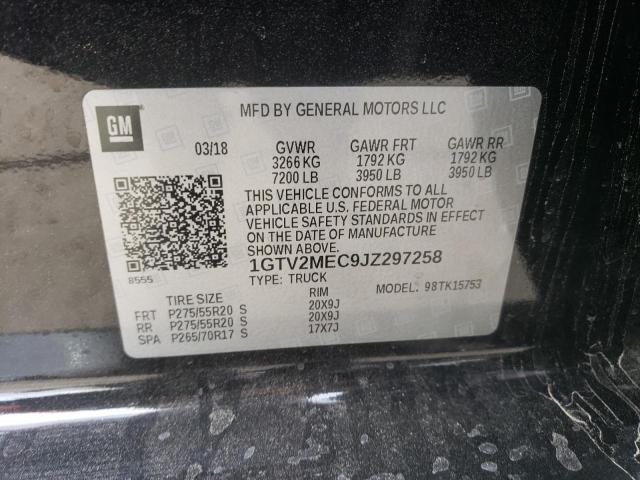 GM
MFD BY GENERAL MOTORS LLC
03/18 GVWR GAWR FRT GAWR RR
3266 KG 1792 KG 1792 KG
7200 LB 3950 LB 3950 LB
THIS VEHICLE CONFORMS TO ALL
APPLICABLE U.S. FEDERAL MOTOR
VEHICLE SAFETY STANDARDS IN EFFECT
ON THE DATE OF MANUFACTURE
SHOWN ABOVE.
8555
1GTV2MEC9JZ297258
TYPE: TRUCK MODEL: 98TK15753
TIRE SIZE RIM
FRT P275/55R20 S 20X9J
RR P275/55R20 S 20X9J
SPA P265/70R17 S 17X7J